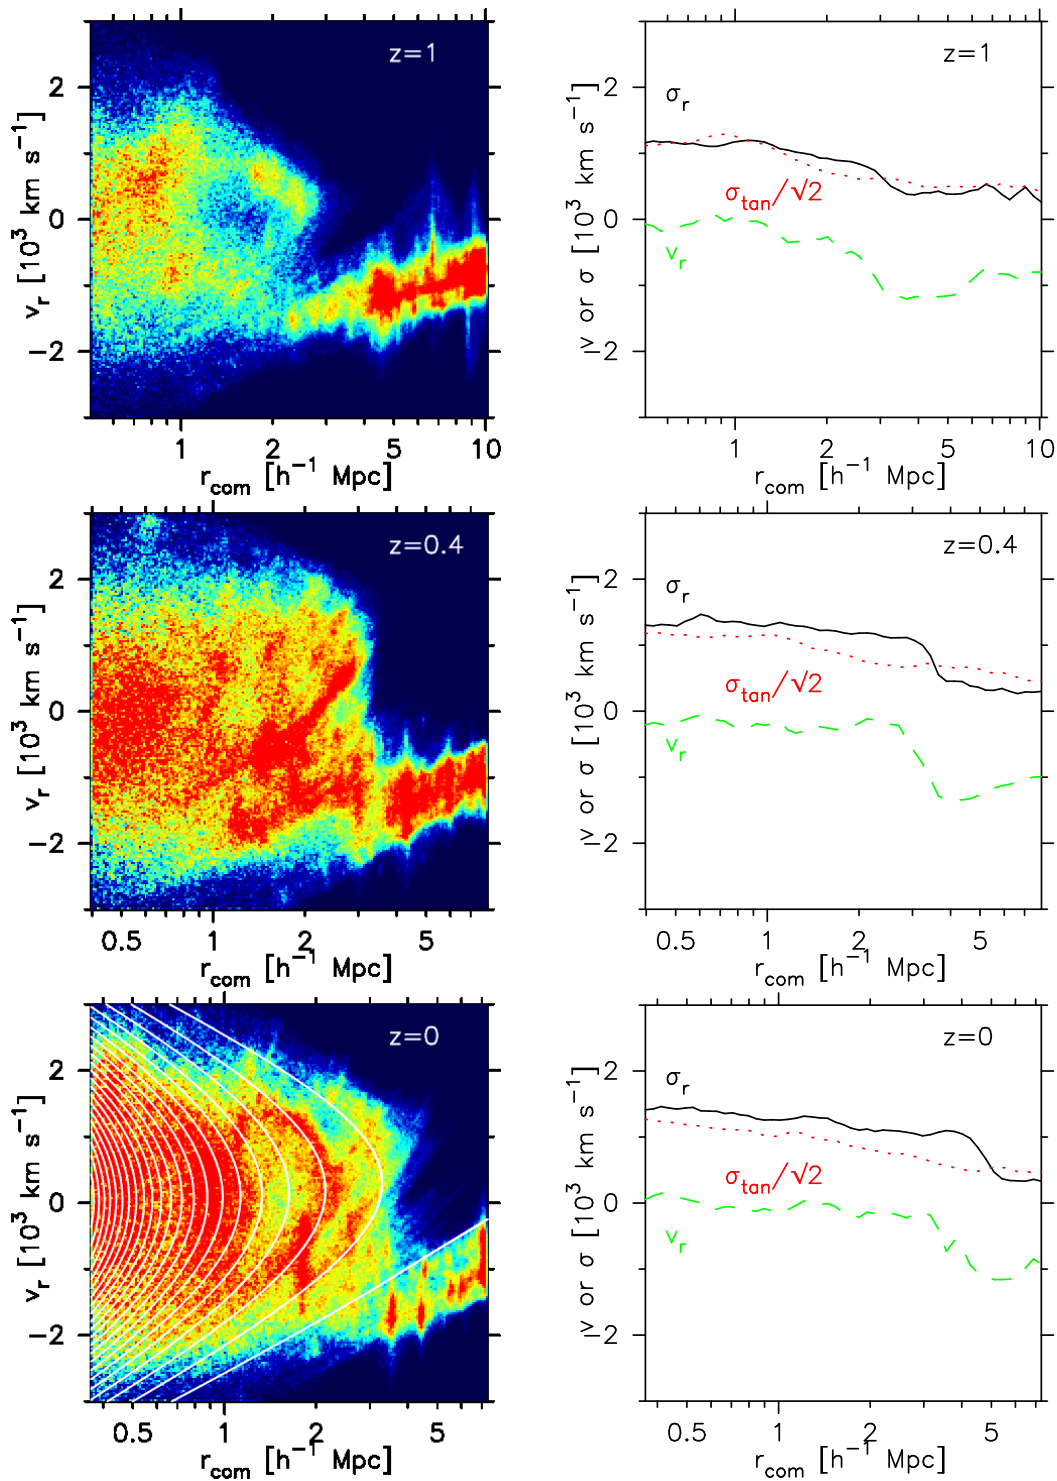 z=1
v_r [10^3 km s^-1]
2
0
-2
1 2 5 10
r_com [h^-1 Mpc]
z=1
σ_r
σ_tan/√2
v_r
v or σ [10^3 km s^-1]
2
0
-2
1 2 5 10
r_com [h^-1 Mpc]
z=0.4
v_r [10^3 km s^-1]
2
0
-2
0.5 1 2 5
r_com [h^-1 Mpc]
z=0.4
σ_r
σ_tan/√2
v_r
v or σ [10^3 km s^-1]
2
0
-2
0.5 1 2 5
r_com [h^-1 Mpc]
z=0
v_r [10^3 km s^-1]
2
0
-2
0.5 1 2 5
r_com [h^-1 Mpc]
z=0
σ_r
σ_tan/√2
v_r
v or σ [10^3 km s^-1]
2
0
-2
0.5 1 2 5
r_com [h^-1 Mpc]